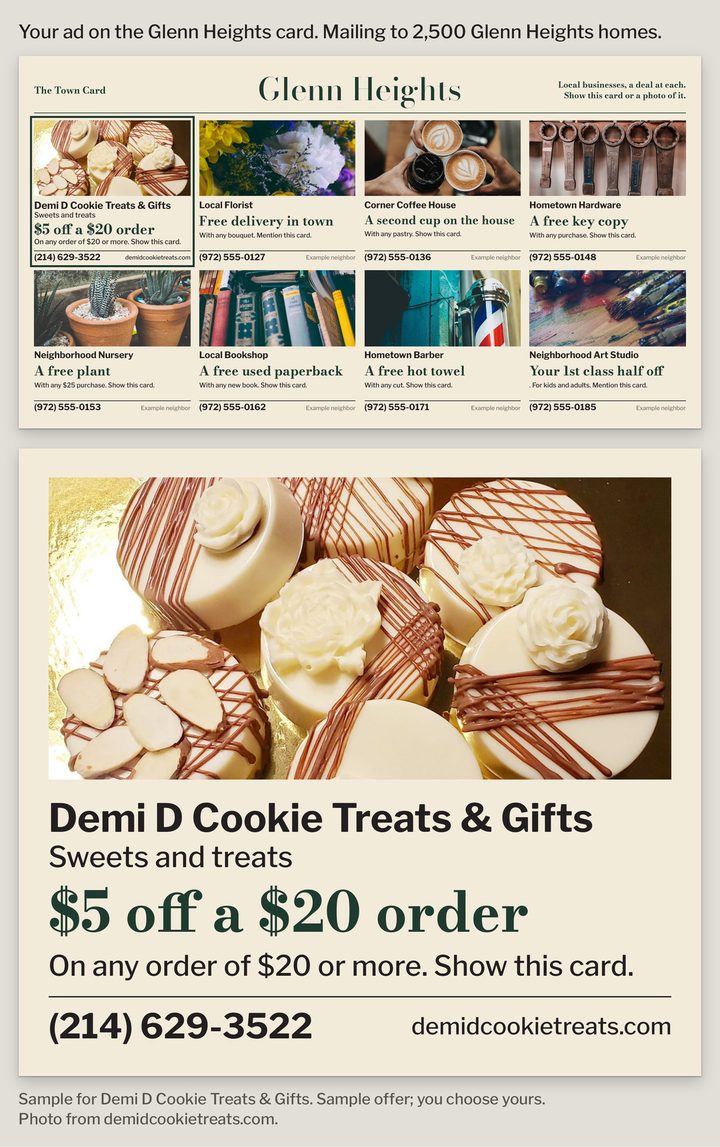 Your ad on the Glenn Heights card. Mailing to 2,500 Glenn Heights homes.
The Town Card
Glenn Heights
Local businesses, a deal at each.
Show this card or a photo of it.
Demi D Cookie Treats & Gifts
Sweets and treats
$5 off a $20 order
On any order of $20 or more. Show this card.
(214) 629-3522
demidcookietreats.com
Local Florist
Free delivery in town
With any bouquet. Mention this card.
(972) 555-0127
Example neighbor
Corner Coffee House
A second cup on the house
With any pastry. Show this card.
(972) 555-0136
Example neighbor
Hometown Hardware
A free key copy
With any purchase. Show this card.
(972) 555-0148
Example neighbor
Neighborhood Nursery
A free plant
With any $25 purchase. Show this card.
(972) 555-0153
Example neighbor
Local Bookshop
A free used paperback
With any new book. Show this card.
(972) 555-0162
Example neighbor
Hometown Barber
A free hot towel
With any cut. Show this card.
(972) 555-0171
Example neighbor
Neighborhood Art Studio
Your 1st class half off
. For kids and adults. Mention this card.
(972) 555-0185
Example neighbor
Demi D Cookie Treats & Gifts
Sweets and treats
$5 off a $20 order
On any order of $20 or more. Show this card.
(214) 629-3522
demidcookietreats.com
Sample for Demi D Cookie Treats & Gifts. Sample offer; you choose yours.
Photo from demidcookietreats.com.